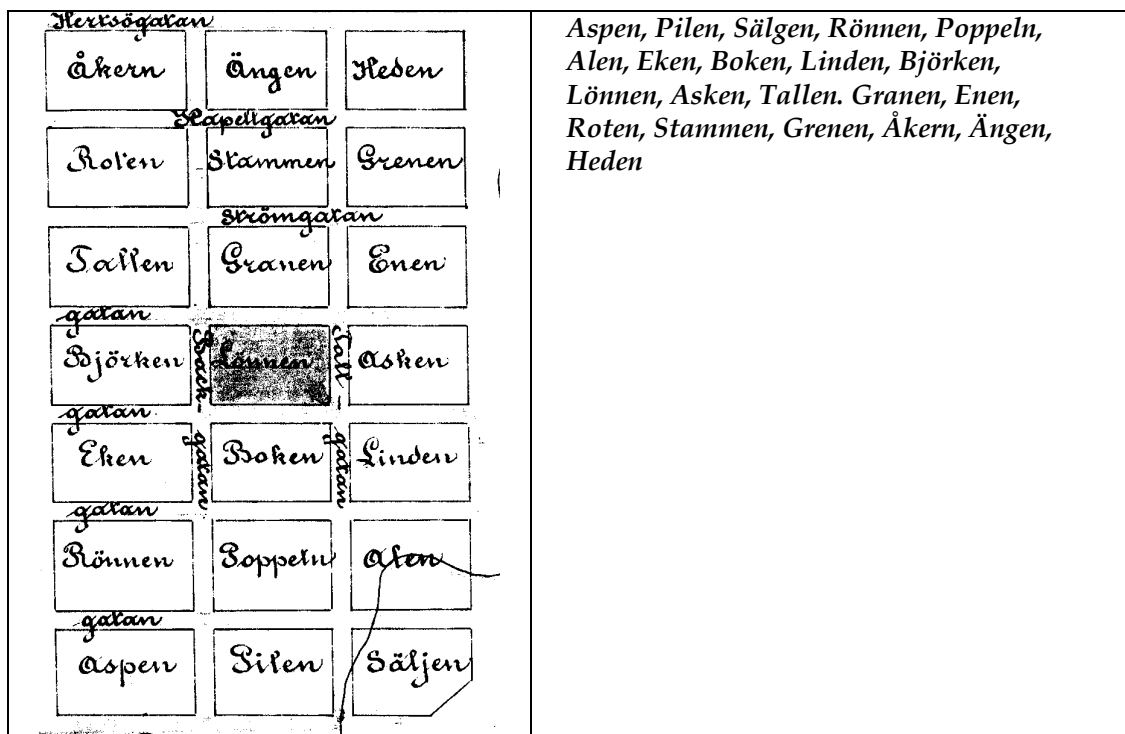 Hertsögatan
Åkern Ängen Heden
Kapellgatan
Roten Stammen Grenen
Strömgatan
Tallen Granen Enen
gatan
Björken Lönnen Asken
Back-gatan
Tall-gatan
gatan
Eken Boken Linden
gatan
Rönnen Poppeln Alen
gatan
Aspen Pilen Säljen
Aspen, Pilen, Sälgen, Rönnen, Poppeln,
Alen, Eken, Boken, Linden, Björken,
Lönnen, Asken, Tallen. Granen, Enen,
Roten, Stammen, Grenen, Åkern, Ängen,
Heden